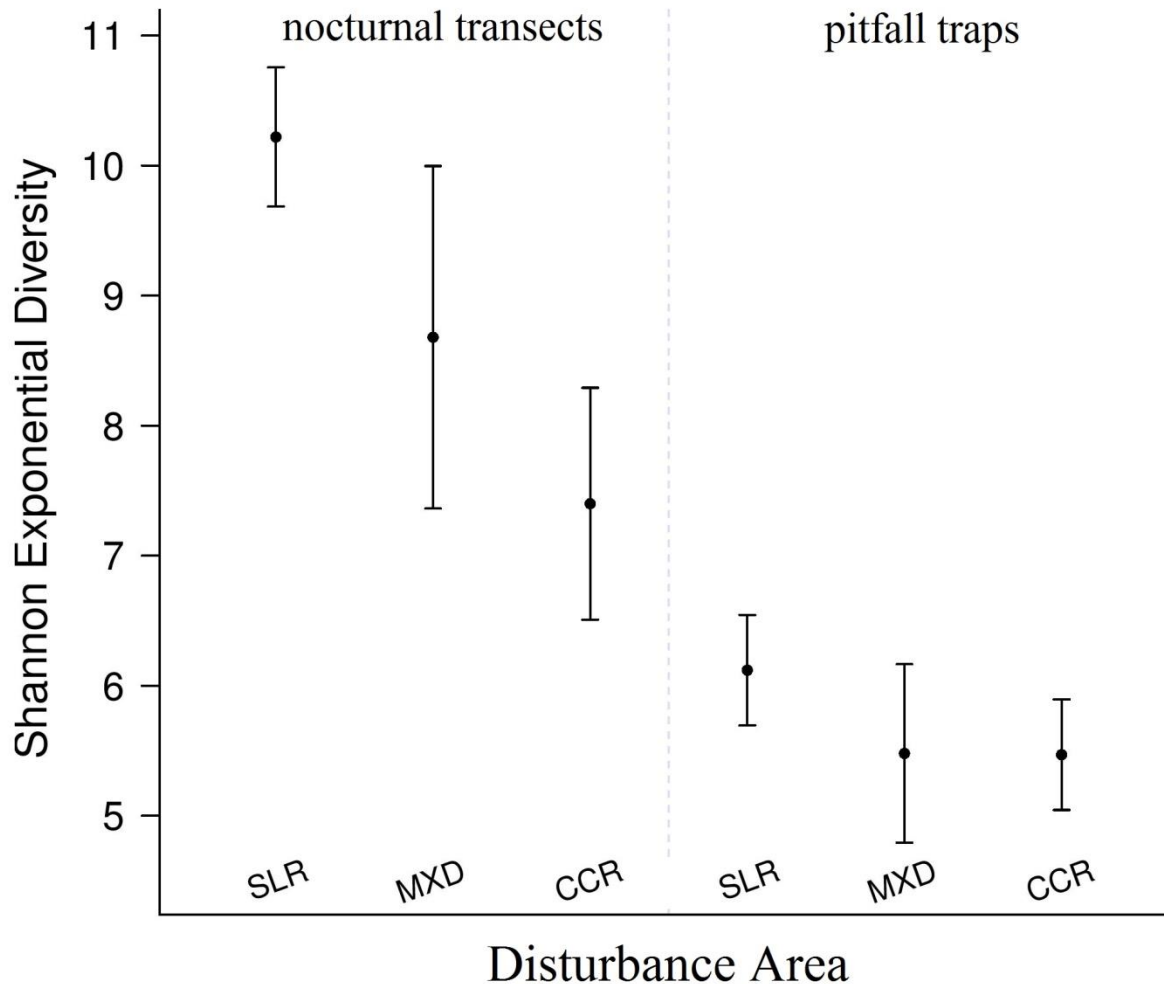 nocturnal transects
pitfall traps
Shannon Exponential Diversity
11
10
9
8
7
6
5
SLR
MXD
CCR
SLR
MXD
CCR
Disturbance Area